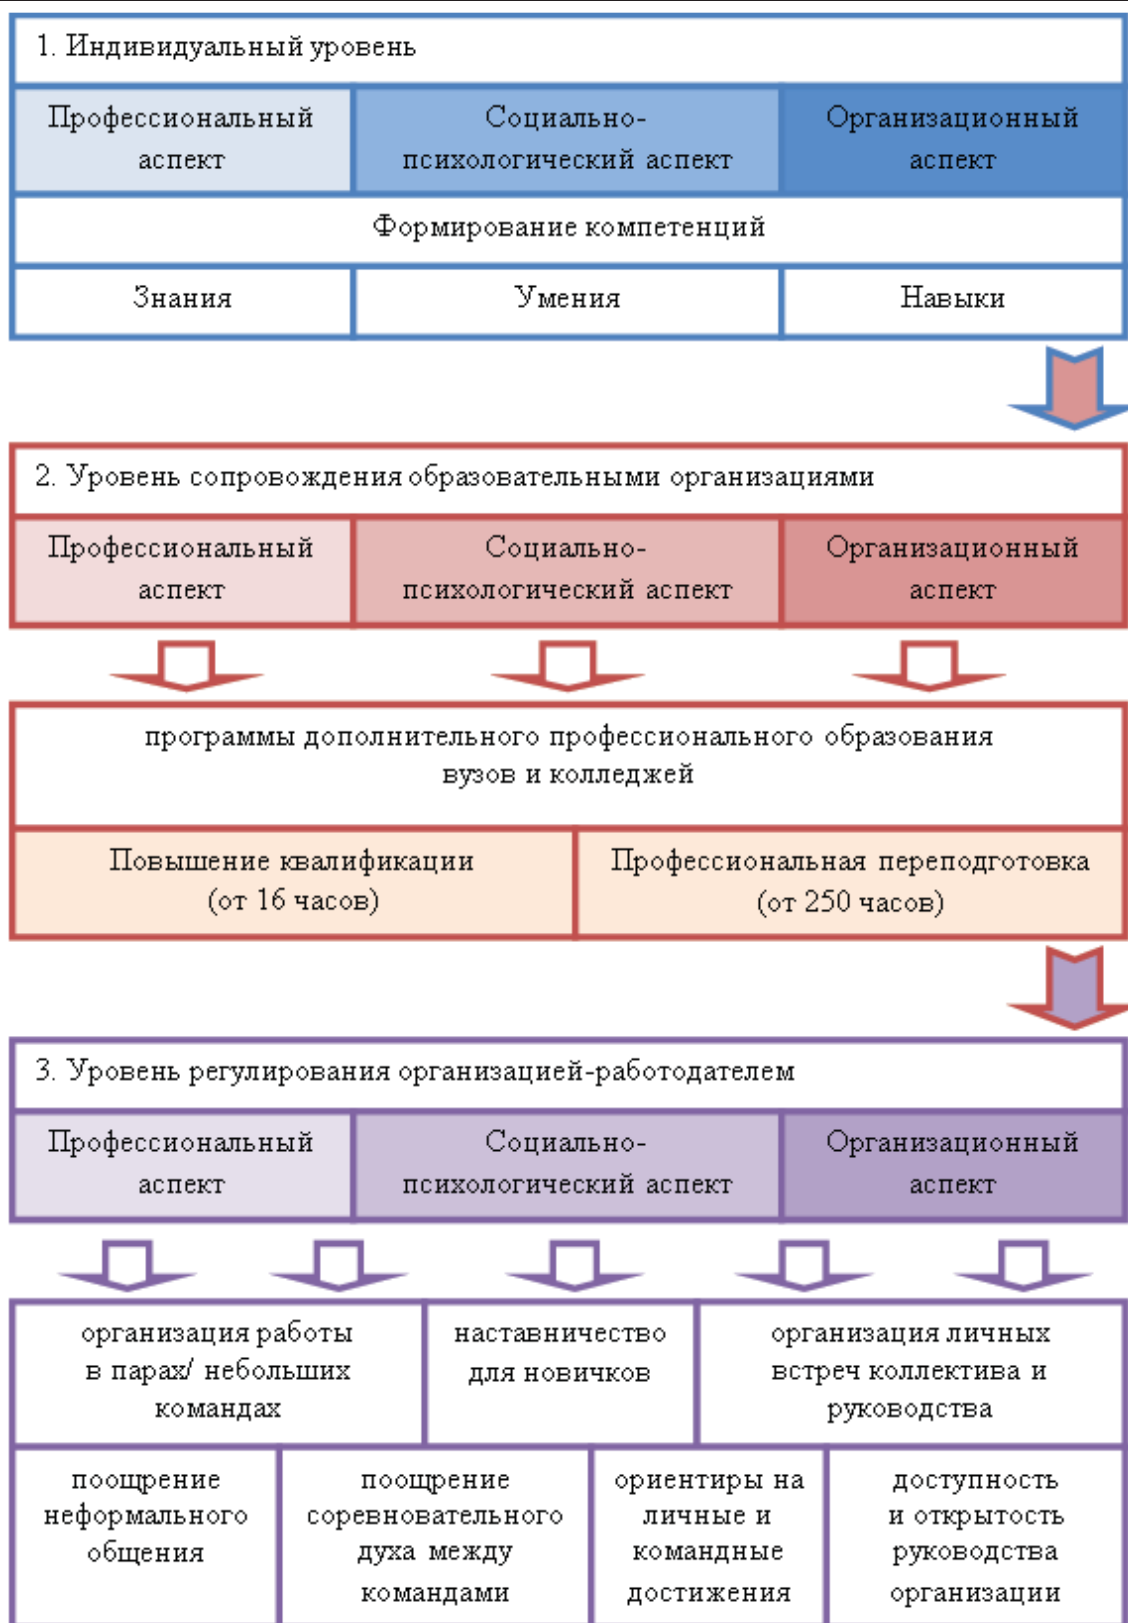 1. Индивидуальный уровень
Профессиональный
аспект
Социально-
психологический аспект
Организационный
аспект
Формирование компетенций
Знания
Умения
Навыки
2. Уровень сопровождения образовательными организациями
Профессиональный
аспект
Социально-
психологический аспект
Организационный
аспект
программы дополнительного профессионального образования
вузов и колледжей
Повышение квалификации
(от 16 часов)
Профессиональная переподготовка
(от 250 часов)
3. Уровень регулирования организацией-работодателем
Профессиональный
аспект
Социально-
психологический аспект
Организационный
аспект
организация работы
в парах/ небольших
командах
наставничество
для новичков
организация личных
встреч коллектива и
руководства
поощрение
неформального
общения
поощрение
соревновательного
духа между
командами
ориентиры на
личные и
командные
достижения
доступность
и открытость
руководства
организации